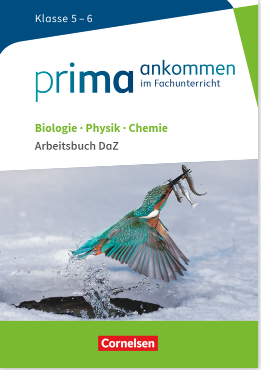 Klasse 5 – 6
prima ankommen
im Fachunterricht
Biologie · Physik · Chemie
Arbeitsbuch DaZ
Cornelsen